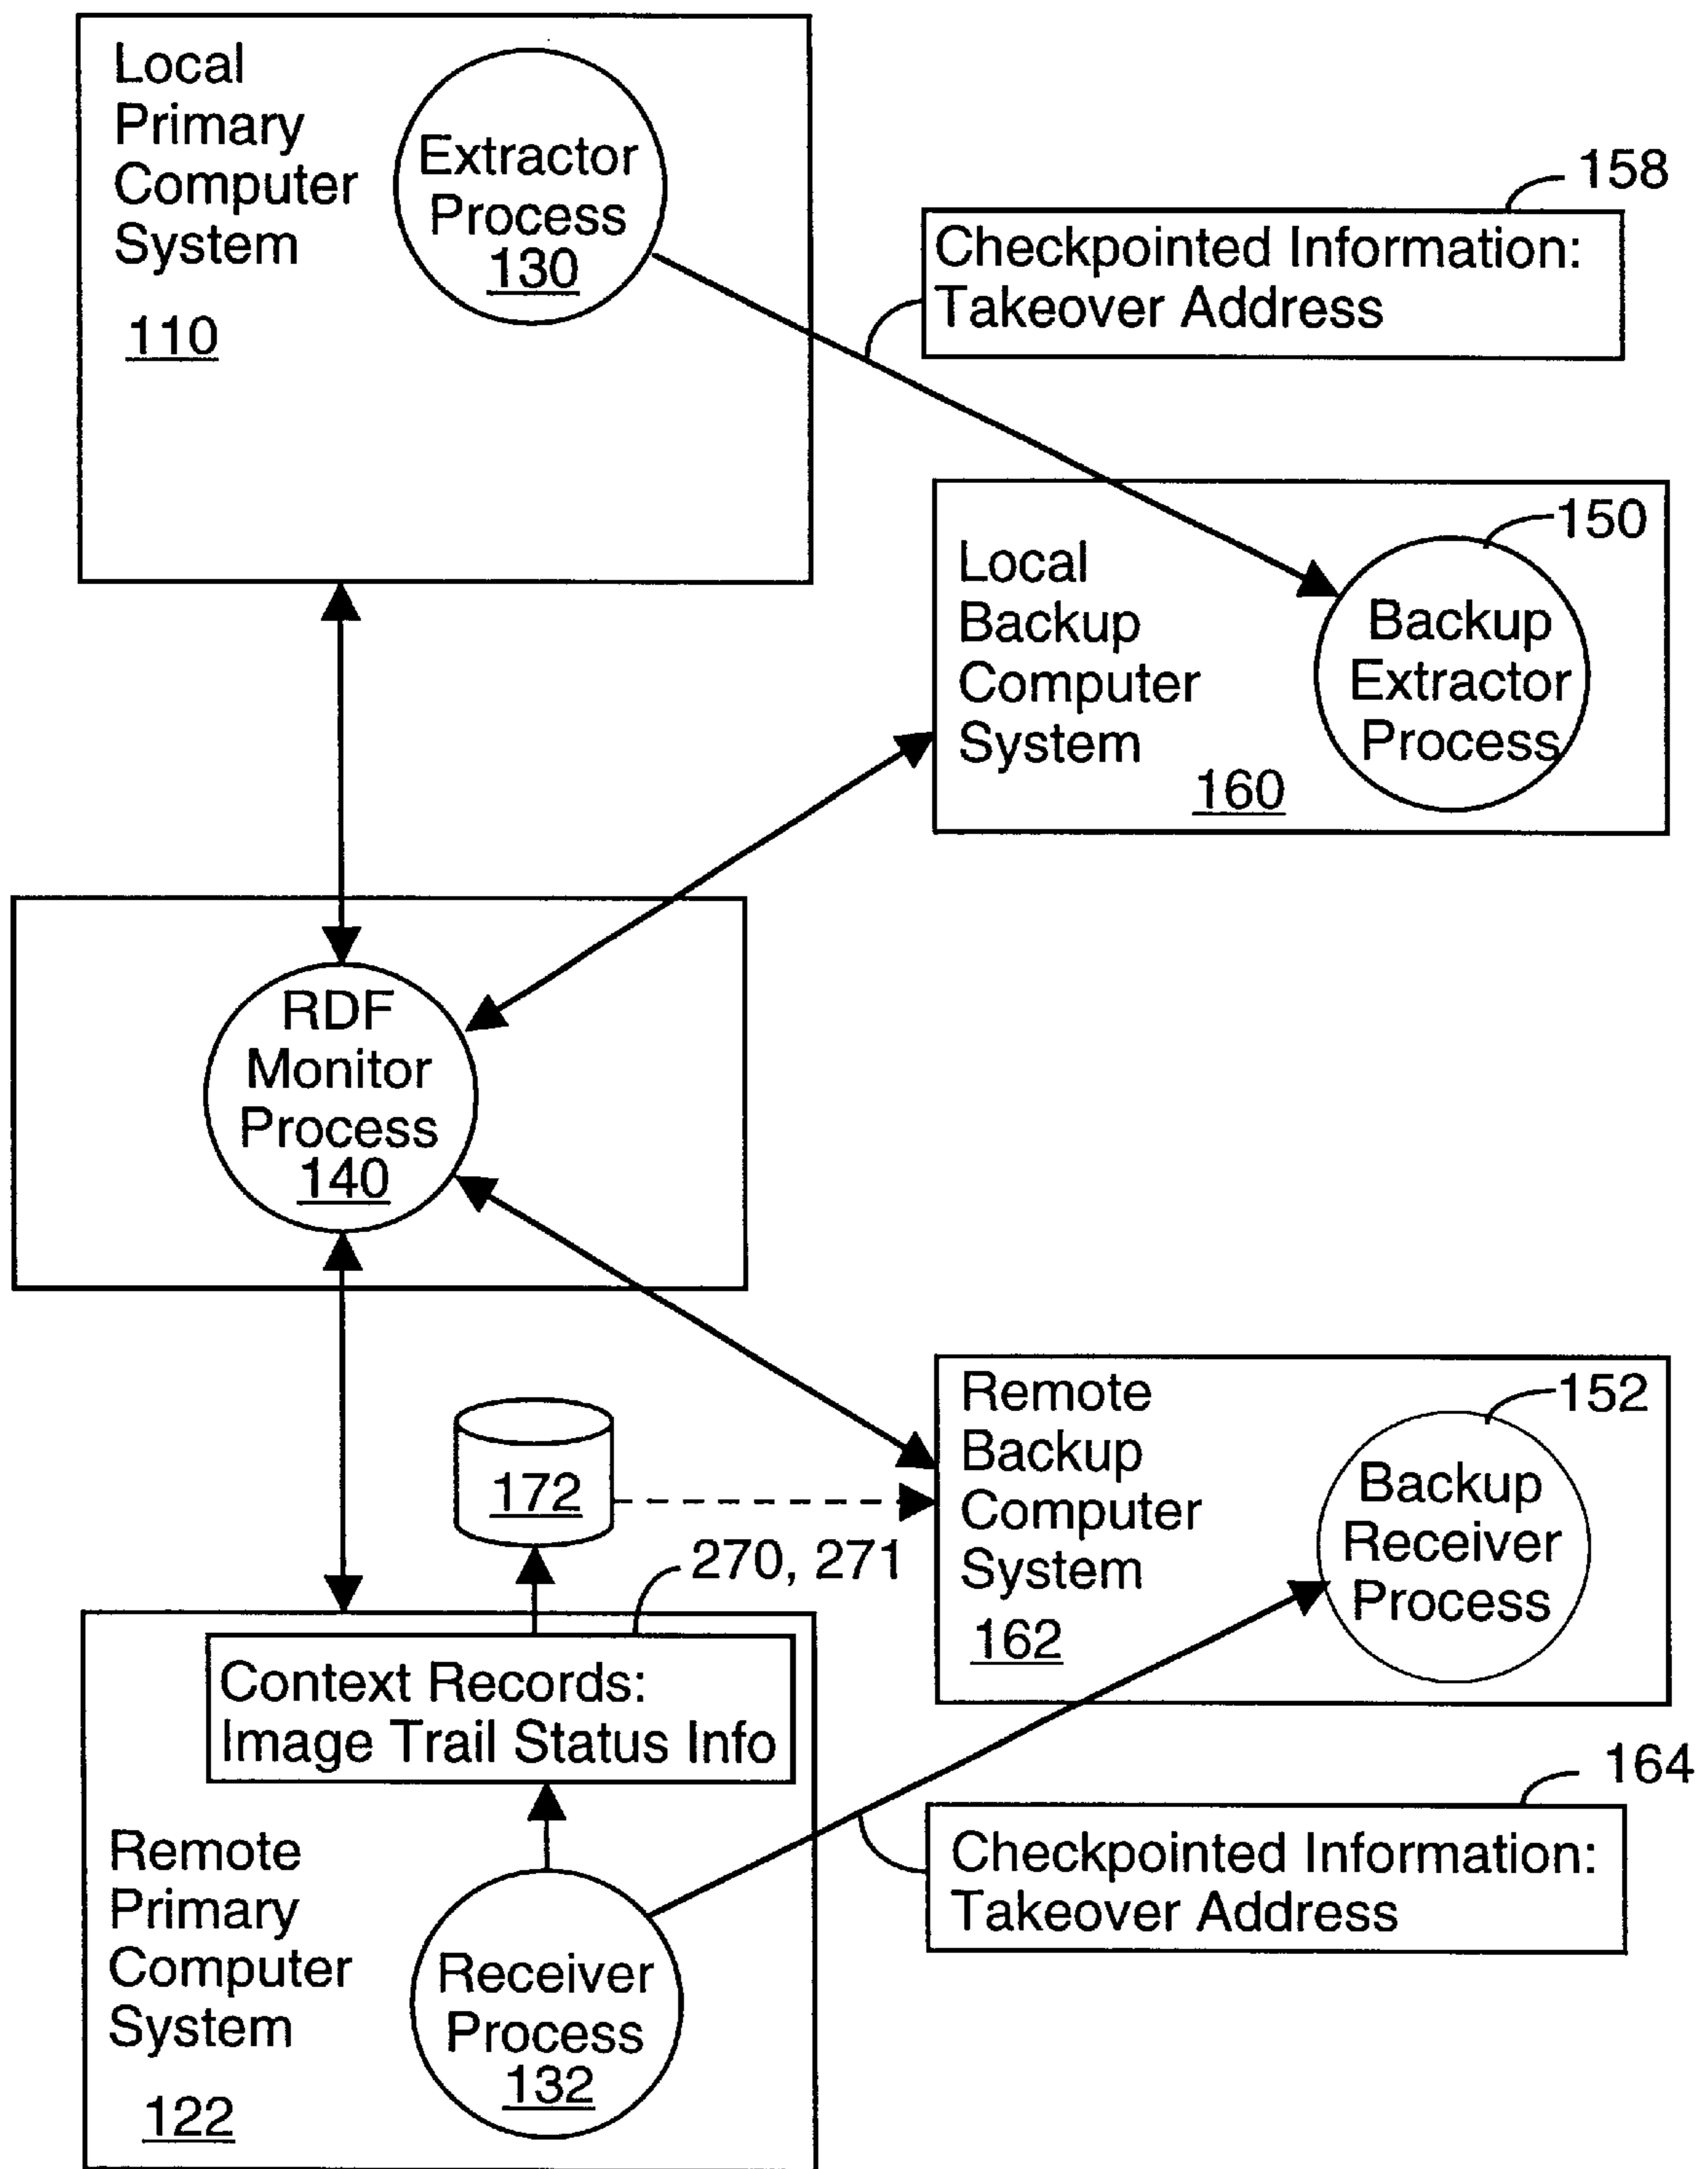 Local
Primary
Computer
System
110
Extractor
Process
130
158
Checkpointed Information:
Takeover Address
150
Local
Backup
Computer
System
160
Backup
Extractor
Process
RDF
Monitor
Process
140
172
270, 271
Remote
Backup
Computer
System
162
152
Backup
Receiver
Process
Context Records:
Image Trail Status Info
164
Checkpointed Information:
Takeover Address
Remote
Primary
Computer
System
122
Receiver
Process
132